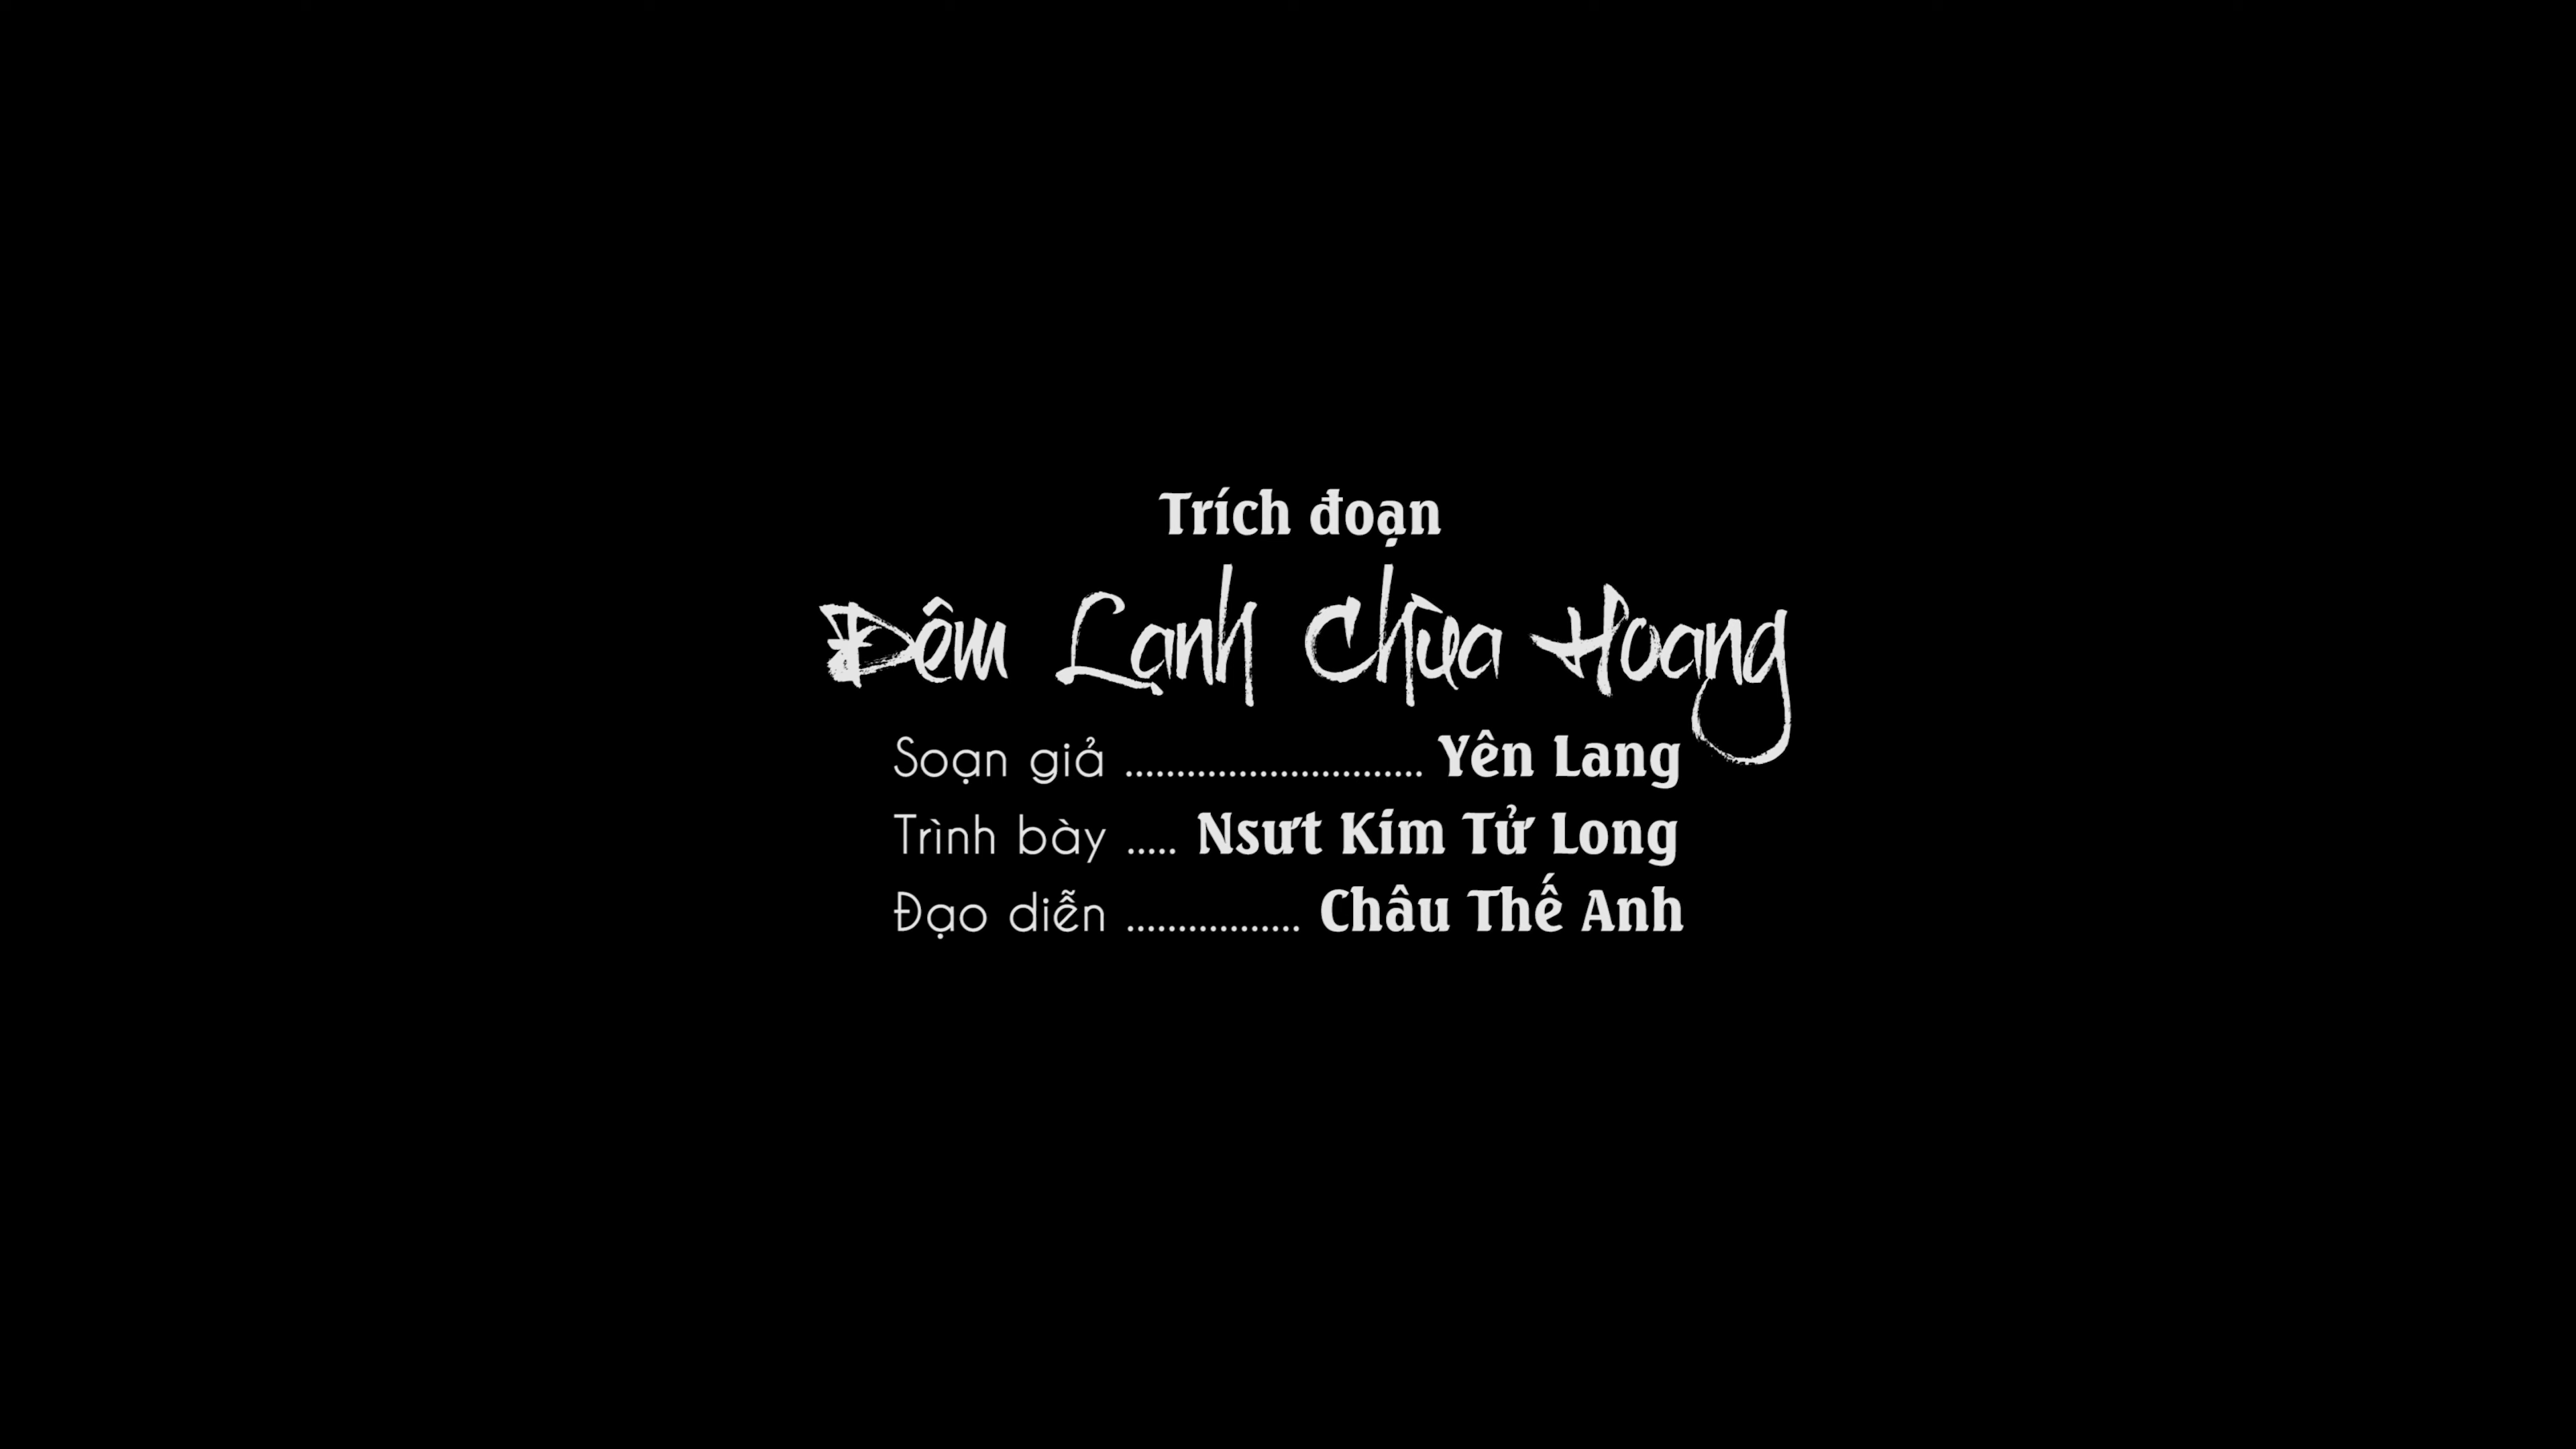 Trích đoạn
Đêm Lạnh Chùa Hoang
Soạn giả ............................. Yên Lang
Trình bày ..... Nsưt Kim Tử Long
Đạo diễn ................. Châu Thế Anh